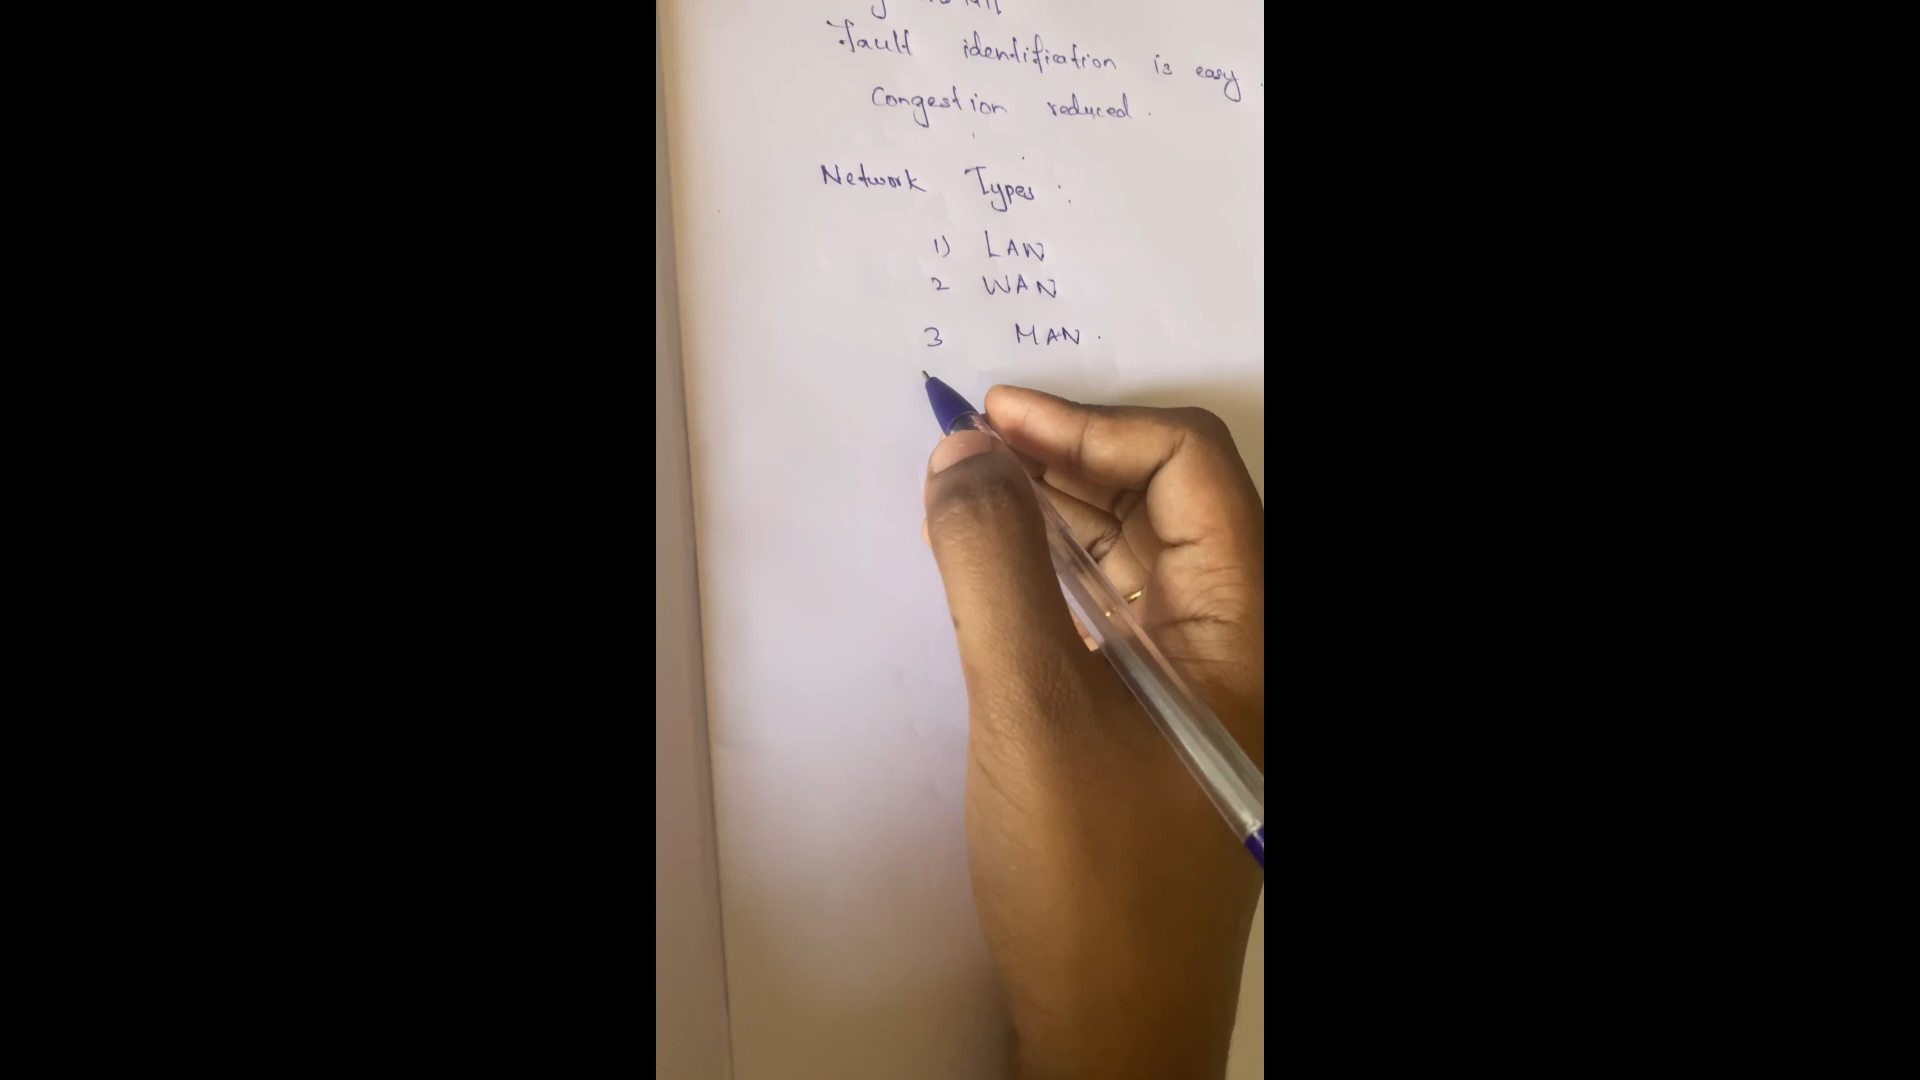 Fault identification is easy.
Congestion reduced.
Network Types :
1) LAN
2 WAN
3 MAN.